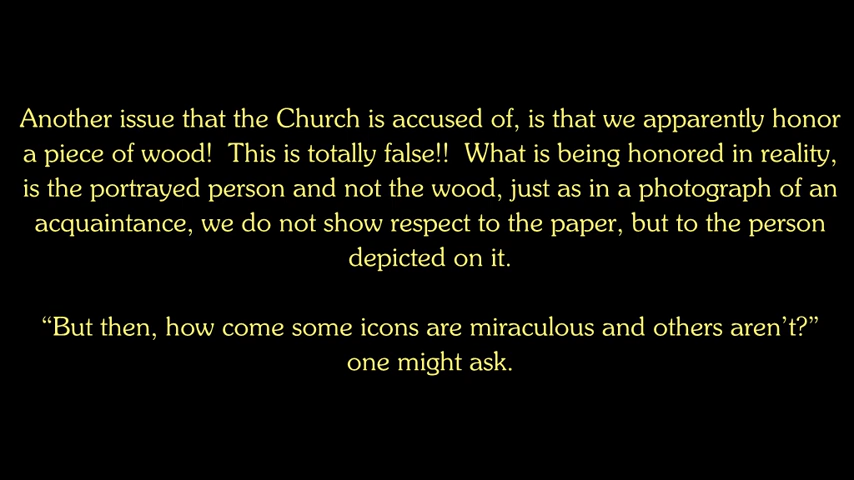 Another issue that the Church is accused of, is that we apparently honor
a piece of wood!  This is totally false!!  What is being honored in reality,
is the portrayed person and not the wood, just as in a photograph of an
acquaintance, we do not show respect to the paper, but to the person
depicted on it.
“But then, how come some icons are miraculous and others aren’t?”
one might ask.